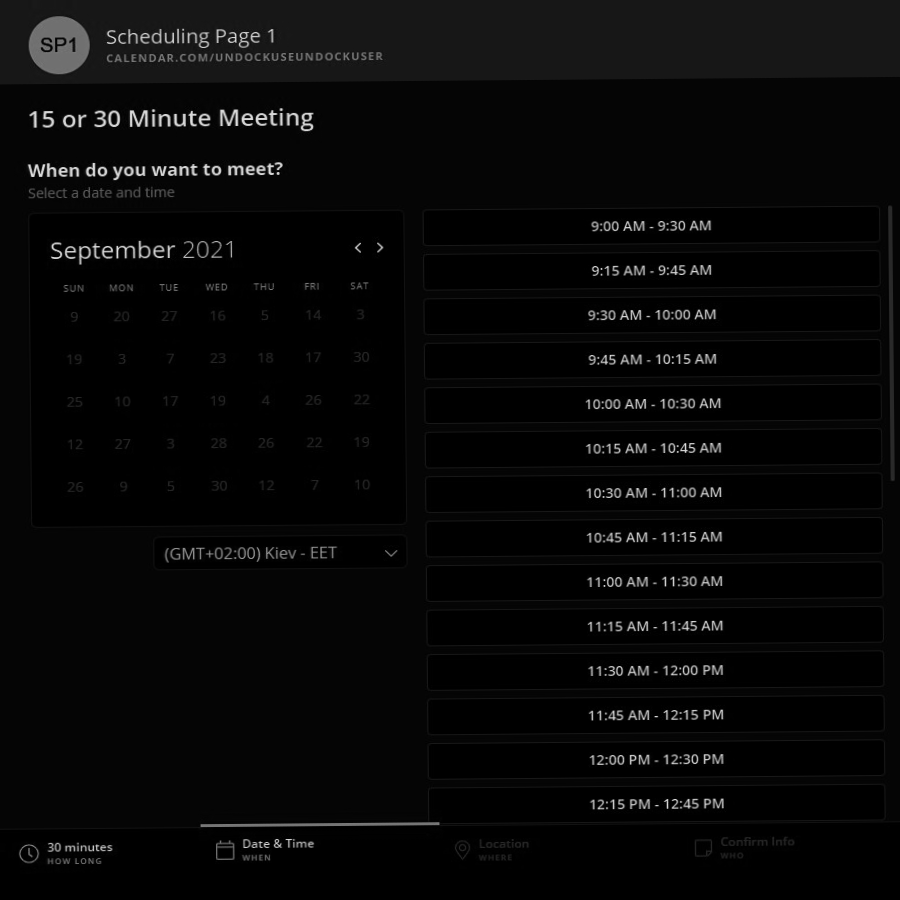 SP1
Scheduling Page 1
CALENDAR.COM/UNDOCKUSEUNDOCKUSER
15 or 30 Minute Meeting
When do you want to meet?
Select a date and time
September 2021
SUN MON TUE WED THU FRI SAT
9 20 27 16 5 14 3
19 3 7 23 18 17 30
25 10 17 19 4 26 22
12 27 3 28 26 22 19
26 9 5 30 12 7 10
(GMT+02:00) Kiev - EET
9:00 AM - 9:30 AM
9:15 AM - 9:45 AM
9:30 AM - 10:00 AM
9:45 AM - 10:15 AM
10:00 AM - 10:30 AM
10:15 AM - 10:45 AM
10:30 AM - 11:00 AM
10:45 AM - 11:15 AM
11:00 AM - 11:30 AM
11:15 AM - 11:45 AM
11:30 AM - 12:00 PM
11:45 AM - 12:15 PM
12:00 PM - 12:30 PM
12:15 PM - 12:45 PM
30 minutes
HOW LONG
Date & Time
WHEN
Location
WHERE
Confirm Info
WHO